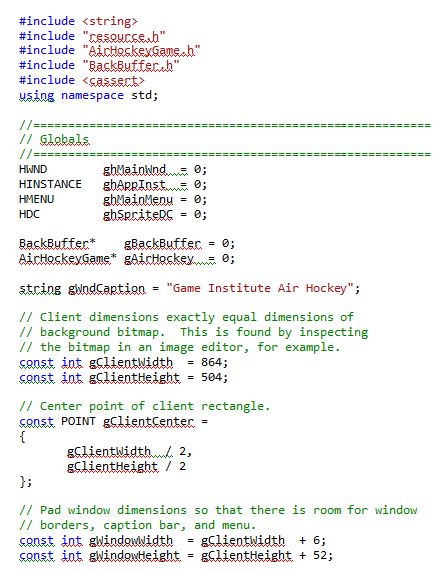 #include <string>
#include "resource.h"
#include "AirHockeyGame.h"
#include "BackBuffer.h"
#include <cassert>
using namespace std;
//========================================================
// Globals
//========================================================
HWND        ghMainWnd  = 0;
HINSTANCE   ghAppInst  = 0;
HMENU       ghMainMenu = 0;
HDC         ghSpriteDC = 0;
BackBuffer*    gBackBuffer = 0;
AirHockeyGame* gAirHockey  = 0;
string gWndCaption = "Game Institute Air Hockey";
// Client dimensions exactly equal dimensions of
// background bitmap.  This is found by inspecting
// the bitmap in an image editor, for example.
const int gClientWidth  = 864;
const int gClientHeight = 504;
// Center point of client rectangle.
const POINT gClientCenter =
{
      gClientWidth  / 2,
      gClientHeight / 2
};
// Pad window dimensions so that there is room for window
// borders, caption bar, and menu.
const int gWindowWidth  = gClientWidth  + 6;
const int gWindowHeight = gClientHeight + 52;